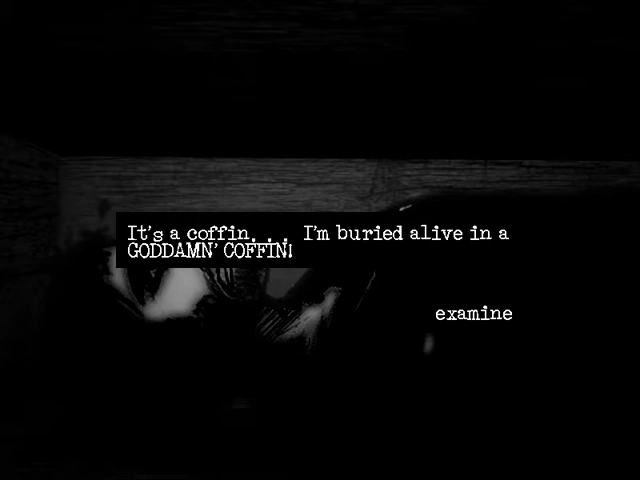 It's a coffin. . . I'm buried alive in a
GODDAMN' COFFIN!
examine